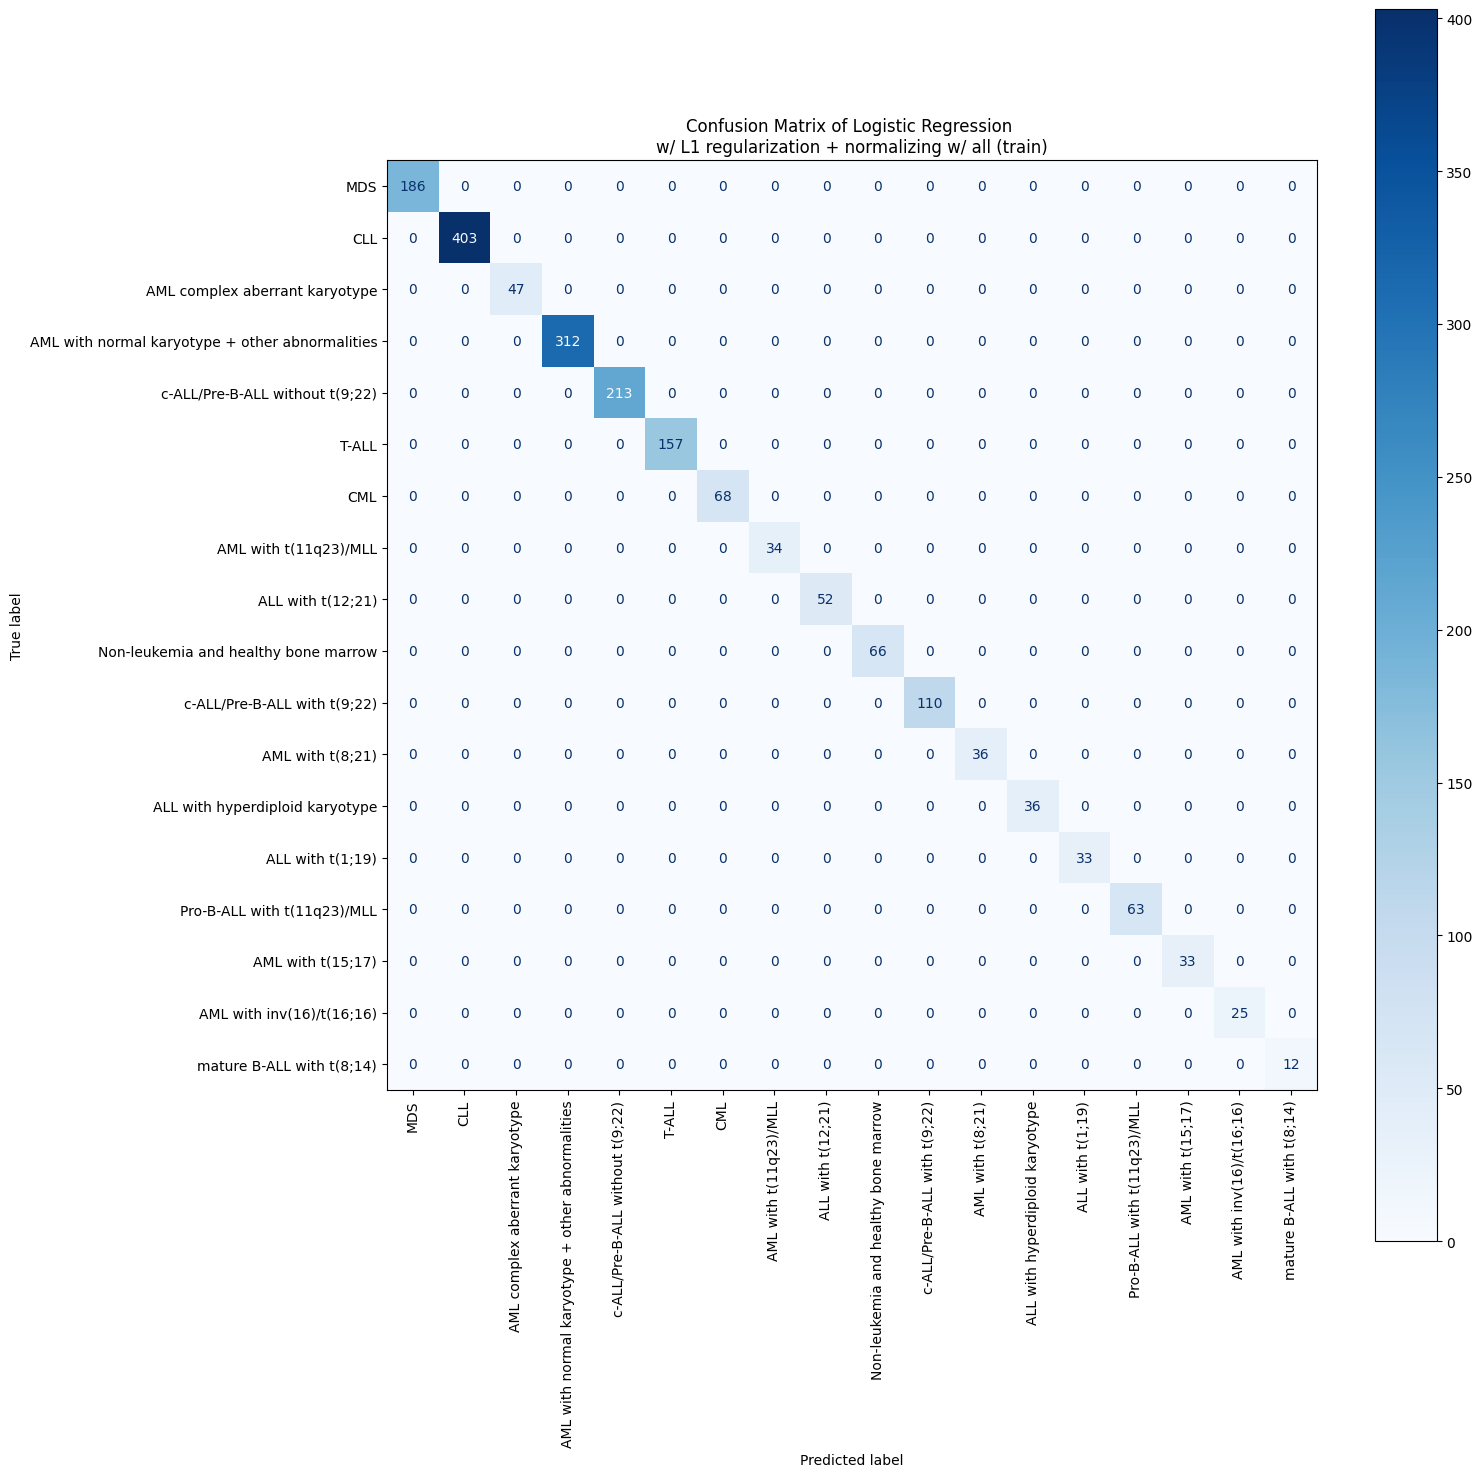 Confusion Matrix of Logistic Regression
w/ L1 regularization + normalizing w/ all (train)
True label
MDS 186 0 0 0 0 0 0 0 0 0 0 0 0 0 0 0 0 0
CLL 0 403 0 0 0 0 0 0 0 0 0 0 0 0 0 0 0 0
AML complex aberrant karyotype 0 0 47 0 0 0 0 0 0 0 0 0 0 0 0 0 0 0
AML with normal karyotype + other abnormalities 0 0 0 312 0 0 0 0 0 0 0 0 0 0 0 0 0 0
c-ALL/Pre-B-ALL without t(9;22) 0 0 0 0 213 0 0 0 0 0 0 0 0 0 0 0 0 0
T-ALL 0 0 0 0 0 157 0 0 0 0 0 0 0 0 0 0 0 0
CML 0 0 0 0 0 0 68 0 0 0 0 0 0 0 0 0 0 0
AML with t(11q23)/MLL 0 0 0 0 0 0 0 34 0 0 0 0 0 0 0 0 0 0
ALL with t(12;21) 0 0 0 0 0 0 0 0 52 0 0 0 0 0 0 0 0 0
Non-leukemia and healthy bone marrow 0 0 0 0 0 0 0 0 0 66 0 0 0 0 0 0 0 0
c-ALL/Pre-B-ALL with t(9;22) 0 0 0 0 0 0 0 0 0 0 110 0 0 0 0 0 0 0
AML with t(8;21) 0 0 0 0 0 0 0 0 0 0 0 36 0 0 0 0 0 0
ALL with hyperdiploid karyotype 0 0 0 0 0 0 0 0 0 0 0 0 36 0 0 0 0 0
ALL with t(1;19) 0 0 0 0 0 0 0 0 0 0 0 0 0 33 0 0 0 0
Pro-B-ALL with t(11q23)/MLL 0 0 0 0 0 0 0 0 0 0 0 0 0 0 63 0 0 0
AML with t(15;17) 0 0 0 0 0 0 0 0 0 0 0 0 0 0 0 33 0 0
AML with inv(16)/t(16;16) 0 0 0 0 0 0 0 0 0 0 0 0 0 0 0 0 25 0
mature B-ALL with t(8;14) 0 0 0 0 0 0 0 0 0 0 0 0 0 0 0 0 0 12
MDS
CLL
AML complex aberrant karyotype
AML with normal karyotype + other abnormalities
c-ALL/Pre-B-ALL without t(9;22)
T-ALL
CML
AML with t(11q23)/MLL
ALL with t(12;21)
Non-leukemia and healthy bone marrow
c-ALL/Pre-B-ALL with t(9;22)
AML with t(8;21)
ALL with hyperdiploid karyotype
ALL with t(1;19)
Pro-B-ALL with t(11q23)/MLL
AML with t(15;17)
AML with inv(16)/t(16;16)
mature B-ALL with t(8;14)
Predicted label
400
350
300
250
200
150
100
50
0